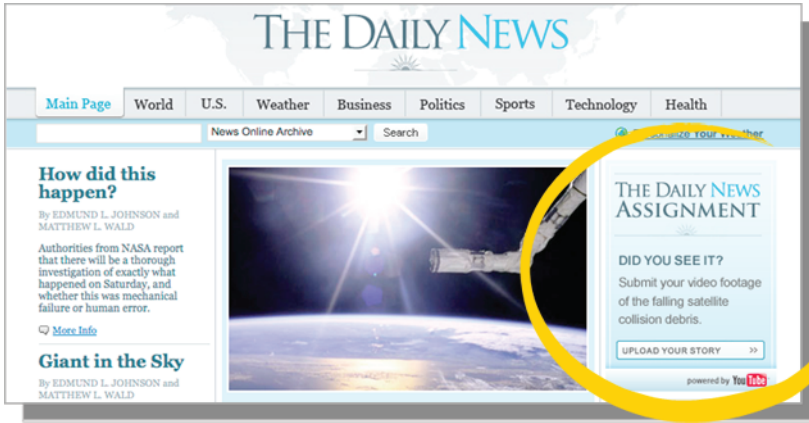 THE DAILY NEWS
Main Page World U.S. Weather Business Politics Sports Technology Health
News Online Archive Search
Personalize Your Weather
How did this
happen?
By EDMUND L. JOHNSON and
MATTHEW L. WALD
Authorities from NASA report
that there will be a thorough
investigation of exactly what
happened on Saturday, and
whether this was mechanical
failure or human error.
More Info
Giant in the Sky
By EDMUND L. JOHNSON and
MATTHEW L. WALD
THE DAILY NEWS
ASSIGNMENT
DID YOU SEE IT?
Submit your video footage
of the falling satellite
collision debris.
UPLOAD YOUR STORY >>
powered by YouTube